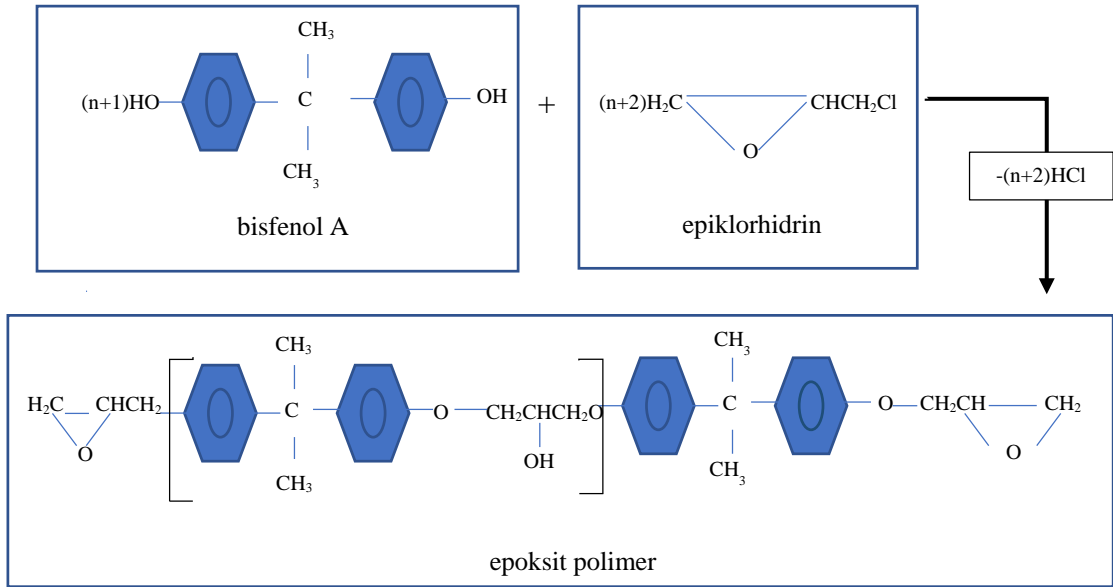 CH₃
(n+1)HO
C
OH
CH₃
bisfenol A
+
(n+2)H₂C
CHCH₂Cl
O
epiklorhidrin
-(n+2)HCl
CH₃
CH₃
H₂C
CHCH₂
C
O
CH₂CHCH₂O
C
O
CH₂CH
CH₂
O
OH
O
CH₃
CH₃
epoksit polimer